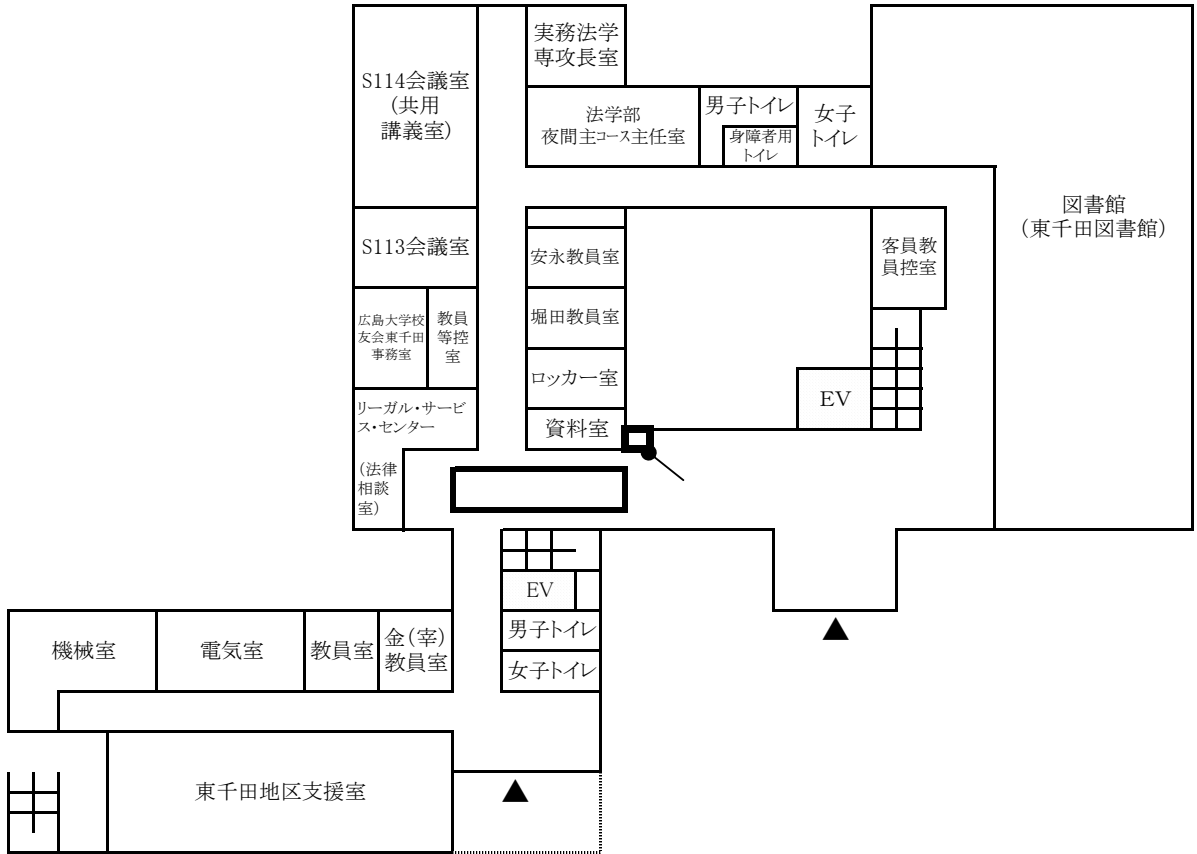 実務法学
専攻長室
S114会議室
(共用
講義室)
法学部
夜間主コース主任室
男子トイレ
身障者用
トイレ
女子
トイレ
図書館
(東千田図書館)
S113会議室
安永教員室
客員教
員控室
広島大学校
友会東千田
事務室
教員
等控
室
堀田教員室
ロッカー室
EV
リーガル・サービ
ス・センター
資料室
(法律
相談
室)
EV
男子トイレ
女子トイレ
機械室
電気室
教員室
金(宰)
教員室
東千田地区支援室